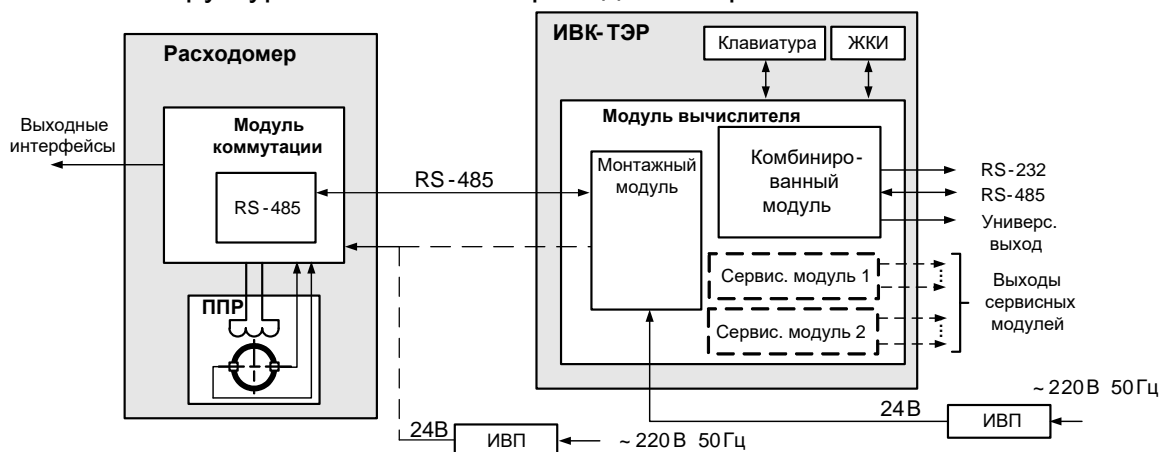 Расходомер
Выходные
интерфейсы
Модуль
коммутации
RS-485
ППР
RS-485
24В
ИВП
~ 220В 50Гц
ИВК-ТЭР
Клавиатура
ЖКИ
Модуль вычислителя
Монтажный
модуль
Комбиниро-
ванный
модуль
RS-232
RS-485
Универс.
выход
Сервис. модуль 1
Сервис. модуль 2
Выходы
сервисных
модулей
24В
ИВП
~ 220В 50Гц